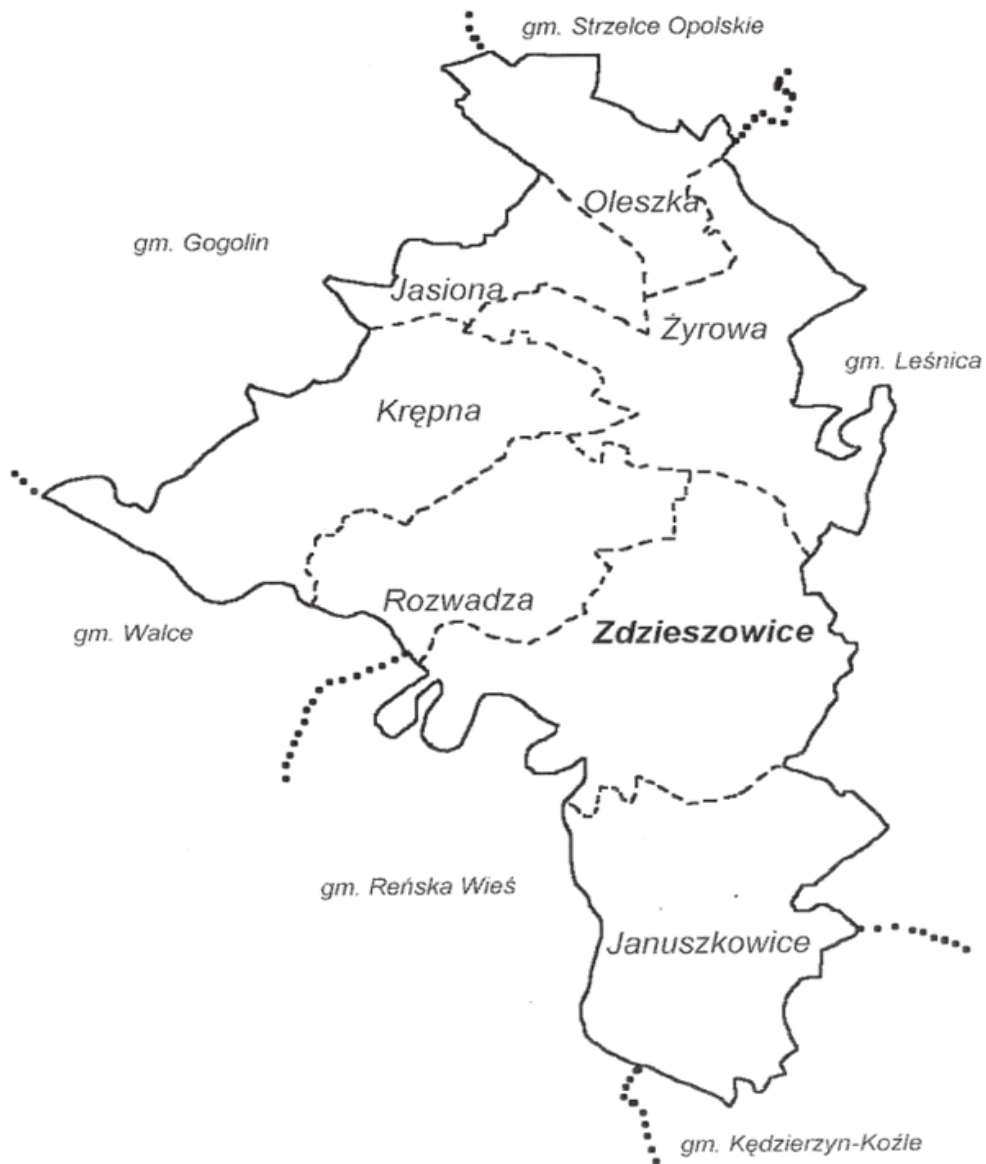 gm. Strzelce Opolskie
Oleszka
gm. Gogolin
Jasiona
Żyrowa
gm. Leśnica
Krępna
Rozwadza
Zdzieszowice
gm. Walce
gm. Reńska Wieś
Januszkowice
gm. Kędzierzyn-Koźle